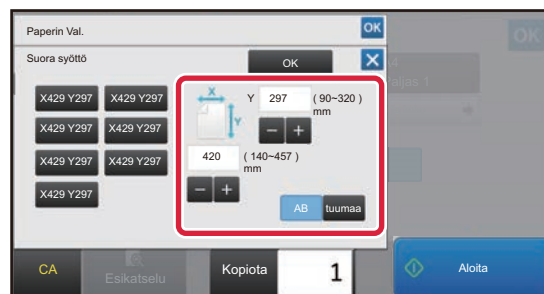 Paperin Val.
OK
OK
Suora syöttö
OK
X429 Y297
X429 Y297
X
Y
Y
297
( 90~320 )
mm
X429 Y297
X429 Y297
X429 Y297
X429 Y297
420
( 140~457 )
mm
X429 Y297
AB
tuumaa
CA
Esikatselu
Kopiota
1
Aloita